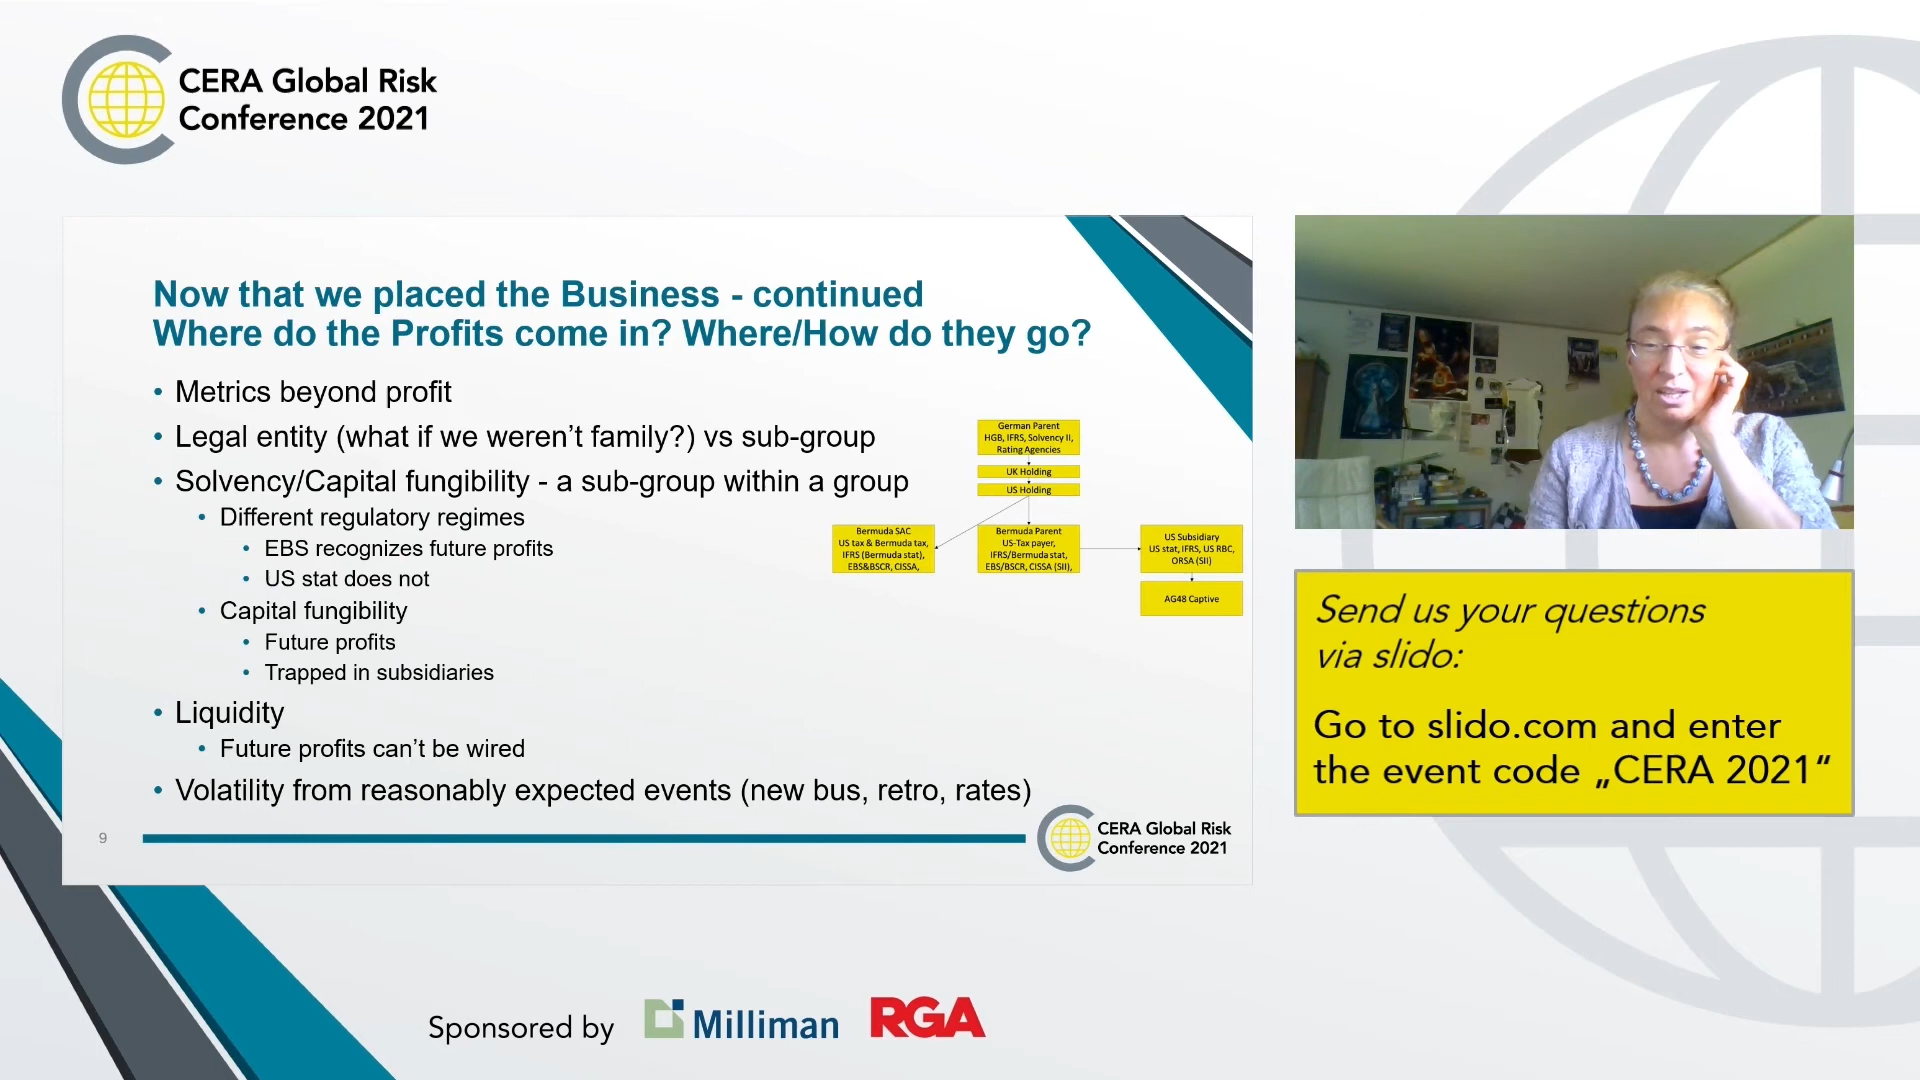 CERA Global Risk
Conference 2021
Now that we placed the Business - continued
Where do the Profits come in? Where/How do they go?
• Metrics beyond profit
• Legal entity (what if we weren't family?) vs sub-group
• Solvency/Capital fungibility - a sub-group within a group
• Different regulatory regimes
• EBS recognizes future profits
• US stat does not
• Capital fungibility
• Future profits
• Trapped in subsidiaries
• Liquidity
• Future profits can't be wired
• Volatility from reasonably expected events (new bus, retro, rates)
German Parent
HGB, IFRS, Solvency II,
Rating Agencies
UK Holding
US Holding
Bermuda SAC
US tax & Bermuda tax,
IFRS (Bermuda stat),
EBS&BSCR, CISSA,
Bermuda Parent
US-Tax payer,
IFRS/Bermuda stat,
EBS/BSCR, CISSA (SII),
US Subsidiary
US stat, IFRS, US RBC,
ORSA (SII)
AG48 Captive
9
CERA Global Risk
Conference 2021
Send us your questions
via slido:
Go to slido.com and enter
the event code „CERA 2021"
Sponsored by Milliman RGA